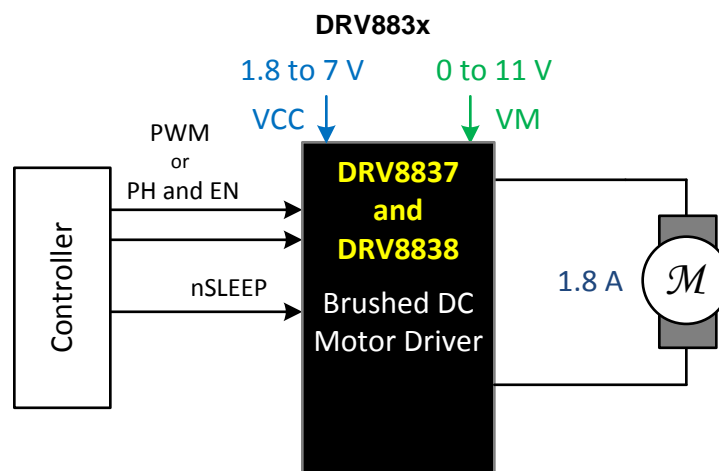 DRV883x
1.8 to 7 V
0 to 11 V
VCC
VM
PWM
or
PH and EN
nSLEEP
Controller
DRV8837
and
DRV8838
Brushed DC
Motor Driver
1.8 A
M